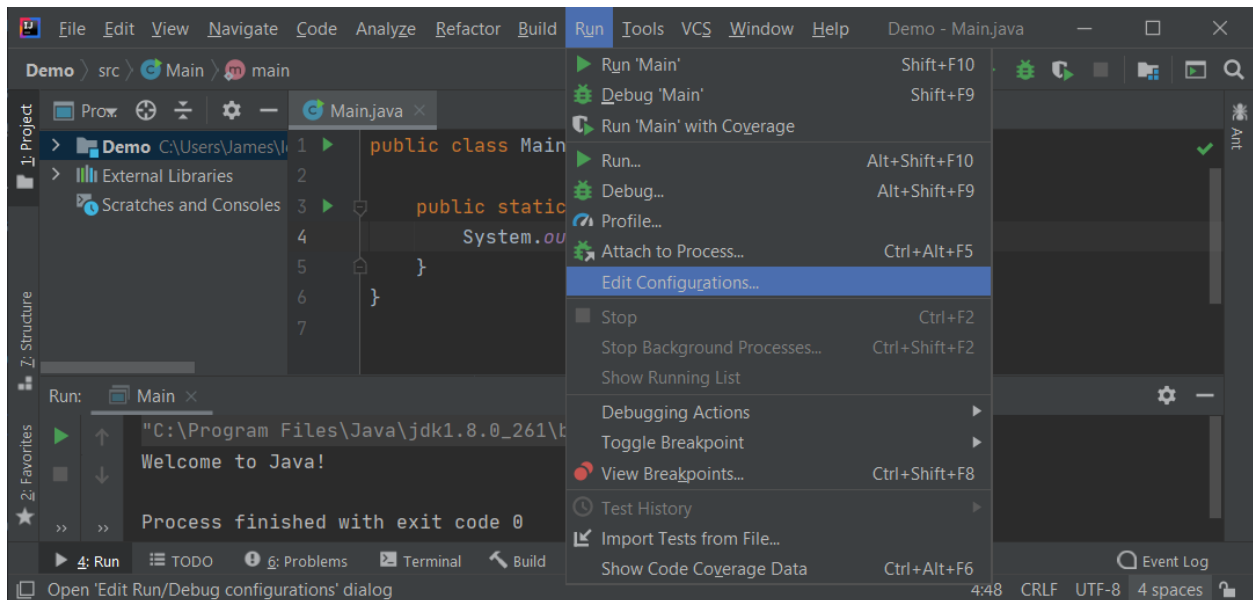 File Edit View Navigate Code Analyze Refactor Build Run Tools VCS Window Help Demo - Main.java
Demo src Main main
1: Project
Main.java
Demo C:\Users\James\I
External Libraries
Scratches and Consoles
7: Structure
2: Favorites
1 public class Main
2
3 public static
4 System.ou
5 }
6 }
7
Run 'Main' Shift+F10
Debug 'Main' Shift+F9
Run 'Main' with Coverage
Run... Alt+Shift+F10
Debug... Alt+Shift+F9
Profile...
Attach to Process... Ctrl+Alt+F5
Edit Configurations...
Stop Ctrl+F2
Stop Background Processes... Ctrl+Shift+F2
Show Running List
Debugging Actions
Toggle Breakpoint
View Breakpoints... Ctrl+Shift+F8
Test History
Import Tests from File...
Show Code Coverage Data Ctrl+Alt+F6
Ant
Run: Main
"C:\Program Files\Java\jdk1.8.0_261\b
Welcome to Java!
Process finished with exit code 0
4: Run TODO 6: Problems Terminal Build Event Log
Open 'Edit Run/Debug configurations' dialog 4:48 CRLF UTF-8 4 spaces